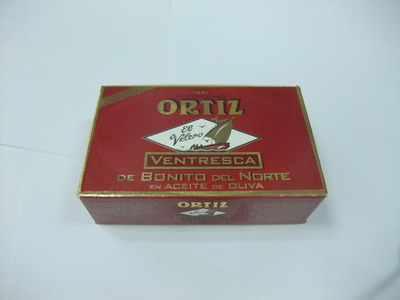 1891
ORTIZ
El
Velero
VENTRESCA
DE BONITO DEL NORTE
EN ACEITE DE OLIVA
ORTIZ